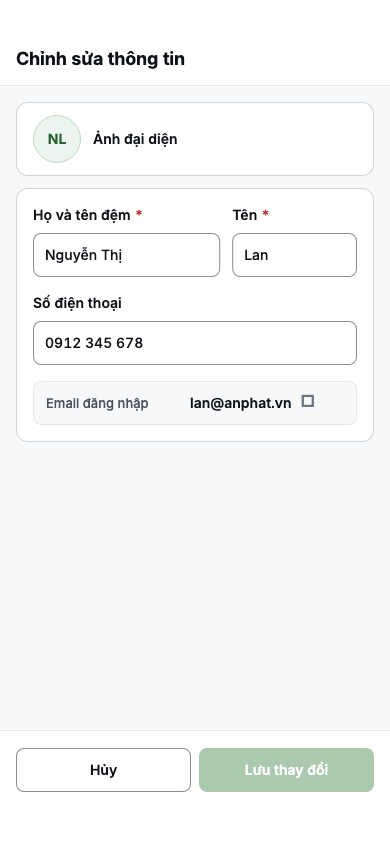 Chỉnh sửa thông tin
NL
Ảnh đại diện
Họ và tên đệm *
Tên *
Nguyễn Thị
Lan
Số điện thoại
0912 345 678
Email đăng nhập
lan@anphat.vn
Hủy
Lưu thay đổi